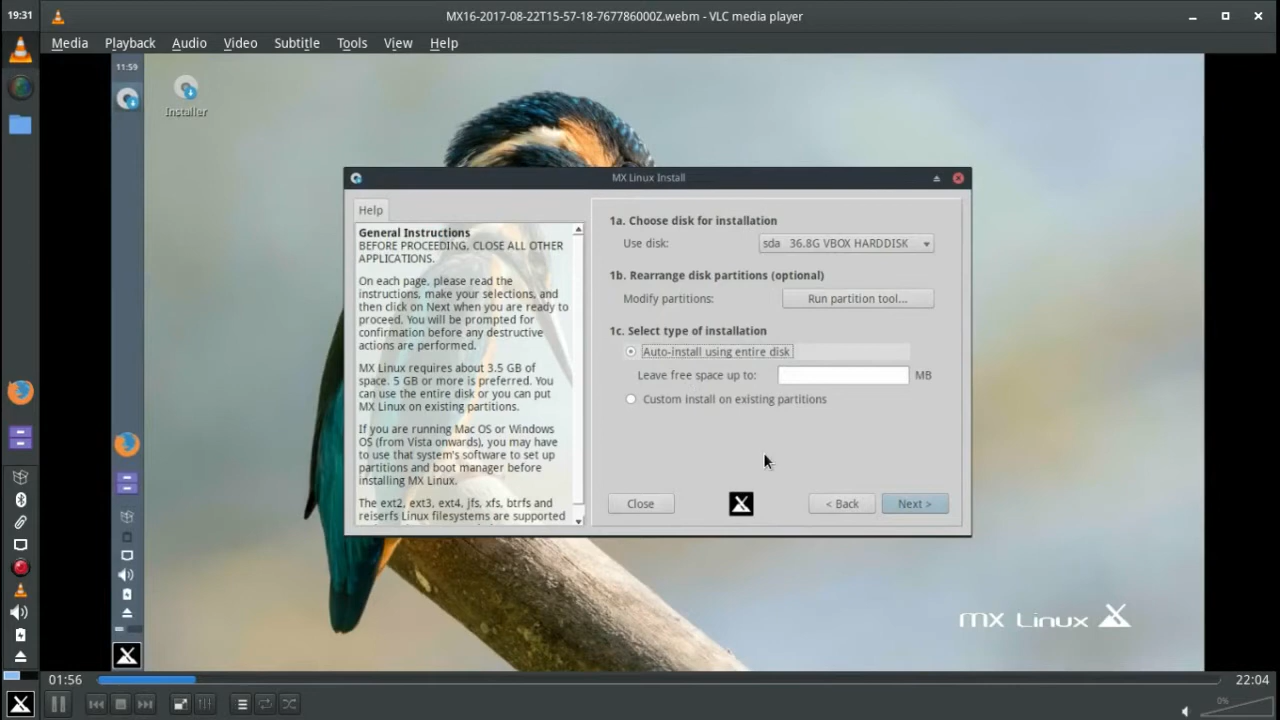 19:31
MX16-2017-08-22T15-57-18-767786000Z.webm - VLC media player
Media Playback Audio Video Subtitle Tools View Help
11:59
Installer
MX Linux Install
Help
General Instructions
BEFORE PROCEEDING, CLOSE ALL OTHER
APPLICATIONS.
On each page, please read the
instructions, make your selections, and
then click on Next when you are ready to
proceed. You will be prompted for
confirmation before any destructive
actions are performed.
MX Linux requires about 3.5 GB of
space. 5 GB or more is preferred. You
can use the entire disk or you can put
MX Linux on existing partitions.
If you are running Mac OS or Windows
OS (from Vista onwards), you may have
to use that system's software to set up
partitions and boot manager before
installing MX Linux.
The ext2, ext3, ext4, jfs, xfs, btrfs and
reiserfs Linux filesystems are supported
1a. Choose disk for installation
Use disk: sda 36.8G VBOX HARDDISK
1b. Rearrange disk partitions (optional)
Modify partitions: Run partition tool...
1c. Select type of installation
Auto-install using entire disk
Leave free space up to: MB
Custom install on existing partitions
Close < Back Next >
MX Linux
01:56 22:04
0%